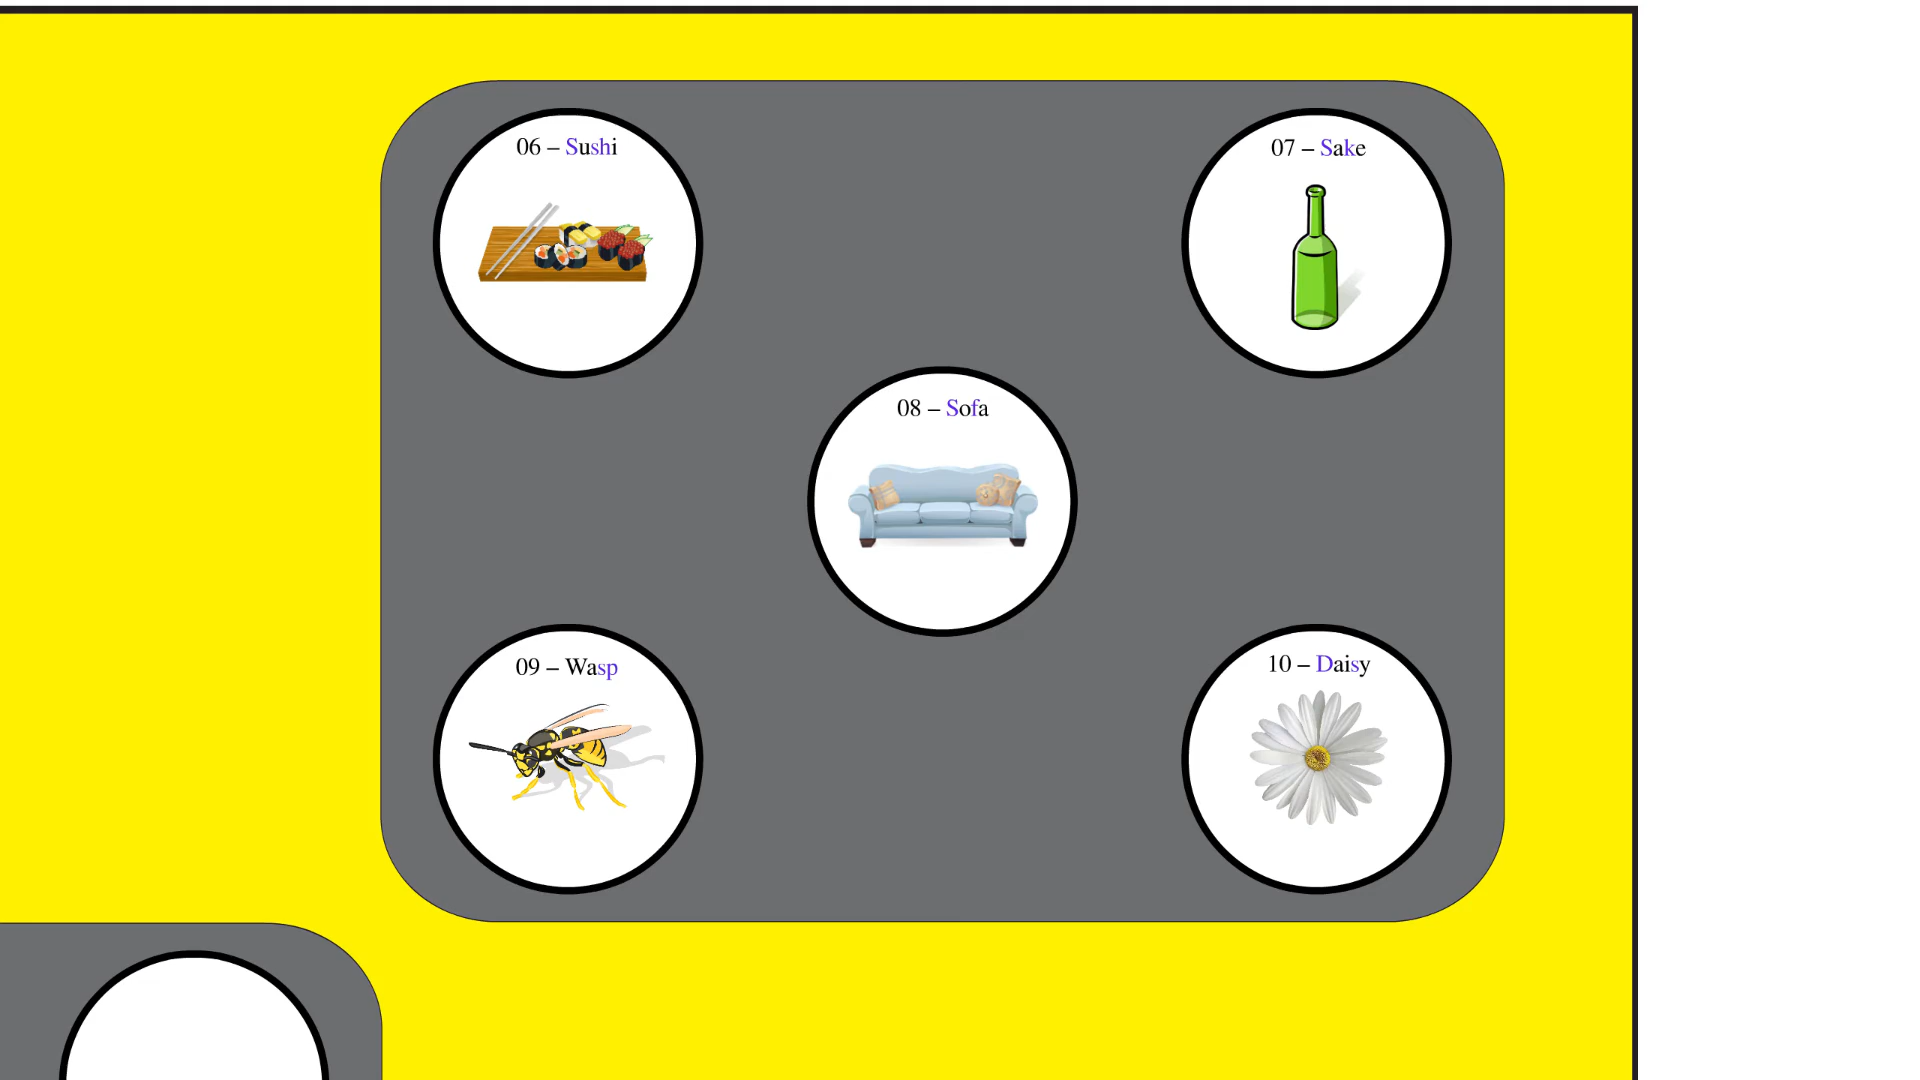 06 – Sushi
07 – Sake
08 – Sofa
09 – Wasp
10 – Daisy